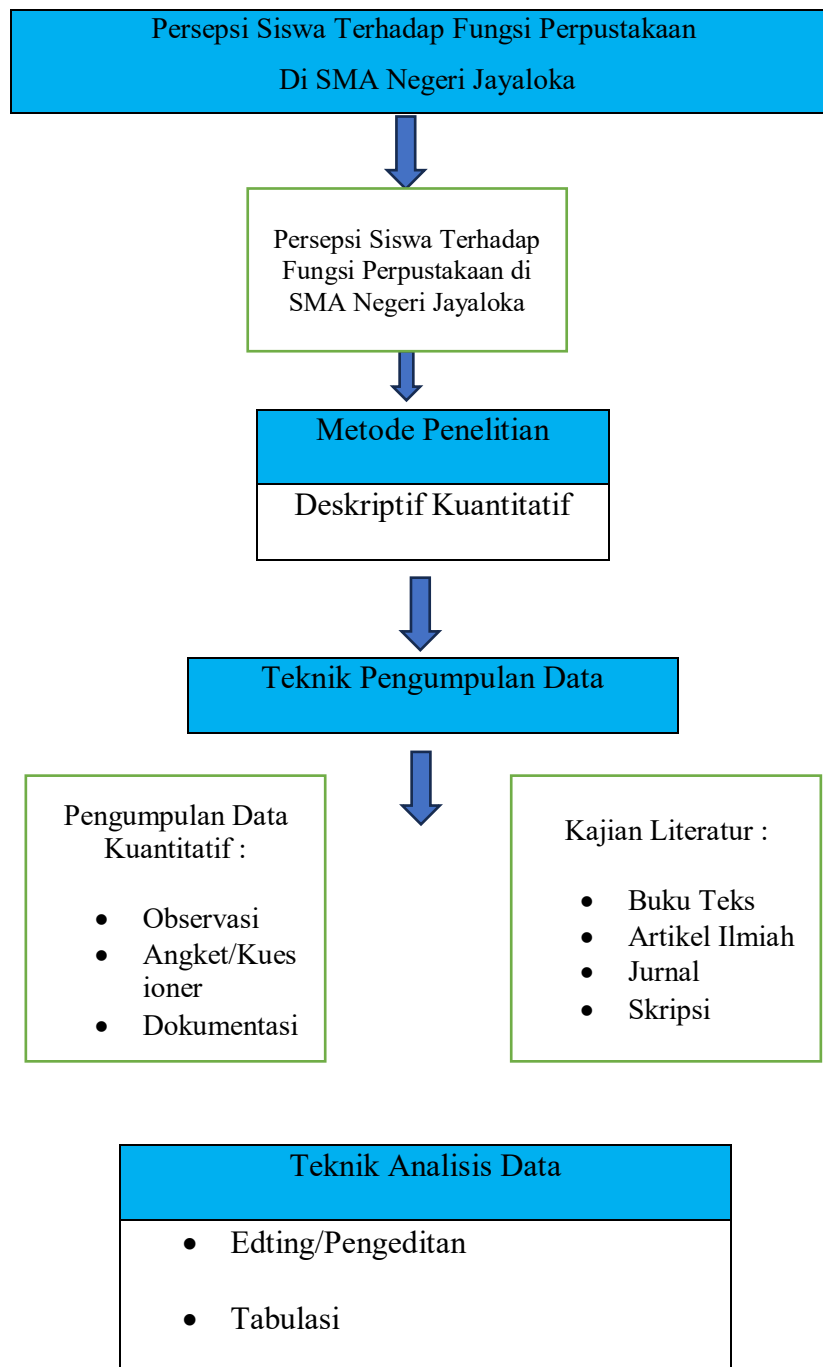 Persepsi Siswa Terhadap Fungsi Perpustakaan
Di SMA Negeri Jayaloka
Persepsi Siswa Terhadap
Fungsi Perpustakaan di
SMA Negeri Jayaloka
Metode Penelitian
Deskriptif Kuantitatif
Teknik Pengumpulan Data
Pengumpulan Data
Kuantitatif :
• Observasi
• Angket/Kues
ioner
• Dokumentasi
Kajian Literatur :
• Buku Teks
• Artikel Ilmiah
• Jurnal
• Skripsi
Teknik Analisis Data
• Edting/Pengeditan
• Tabulasi